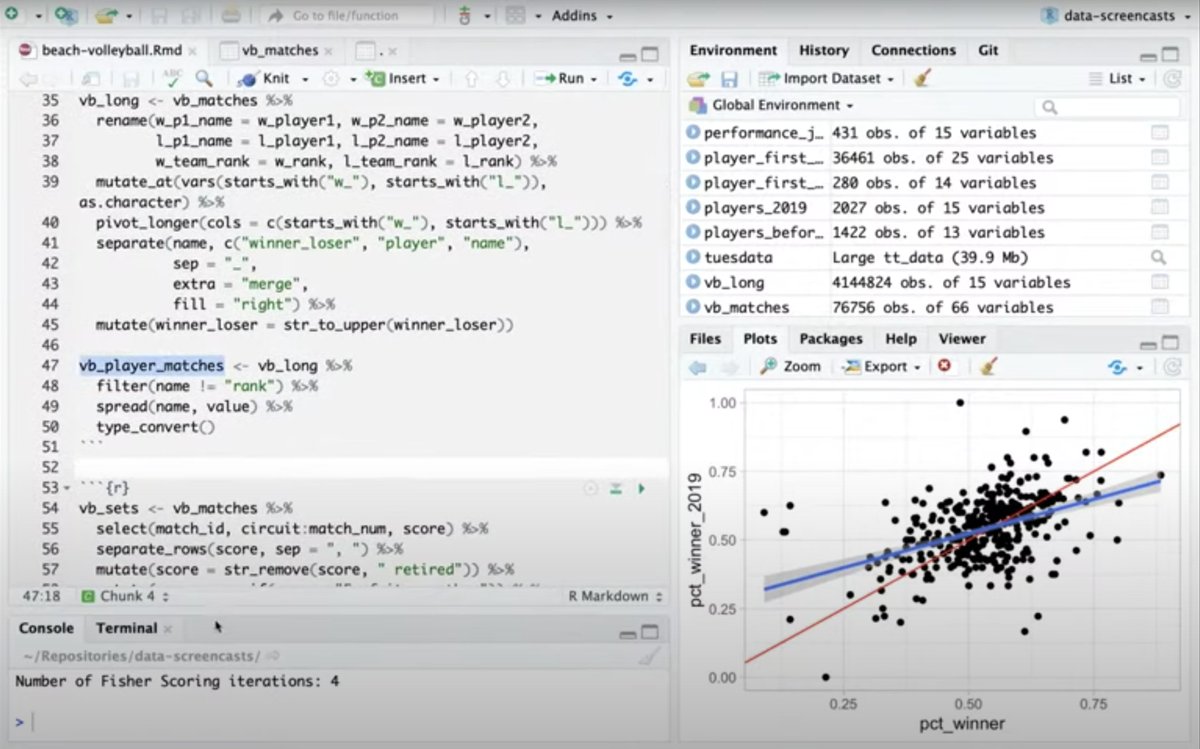 Go to file/function
Addins
data-screencasts
beach-volleyball.Rmd
vb_matches
.
ABC
Knit
Insert
Run
35 vb_long <- vb_matches %>%
36 rename(w_p1_name = w_player1, w_p2_name = w_player2,
37 l_p1_name = l_player1, l_p2_name = l_player2,
38 w_team_rank = w_rank, l_team_rank = l_rank) %>%
39 mutate_at(vars(starts_with("w_"), starts_with("l_")),
as.character) %>%
40 pivot_longer(cols = c(starts_with("w_"), starts_with("l_"))) %>%
41 separate(name, c("winner_loser", "player", "name"),
42 sep = "_",
43 extra = "merge",
44 fill = "right") %>%
45 mutate(winner_loser = str_to_upper(winner_loser))
46
47 vb_player_matches <- vb_long %>%
48 filter(name != "rank") %>%
49 spread(name, value) %>%
50 type_convert()
51 ```
52
53 ```{r}
54 vb_sets <- vb_matches %>%
55 select(match_id, circuit:match_num, score) %>%
56 separate_rows(score, sep = ", ") %>%
57 mutate(score = str_remove(score, " retired")) %>%
47:18
Chunk 4
R Markdown
Console
Terminal
~/Repositories/data-screencasts/
Number of Fisher Scoring iterations: 4
>
Environment
History
Connections
Git
Import Dataset
List
Global Environment
performance_j… 431 obs. of 15 variables
player_first_… 36461 obs. of 25 variables
player_first_… 280 obs. of 14 variables
players_2019 2027 obs. of 15 variables
players_befor… 1422 obs. of 13 variables
tuesdata Large tt_data (39.9 Mb)
vb_long 4144824 obs. of 15 variables
vb_matches 76756 obs. of 66 variables
Files
Plots
Packages
Help
Viewer
Zoom
Export
1.00
0.75
0.50
0.25
0.00
pct_winner_2019
0.25
0.50
0.75
pct_winner